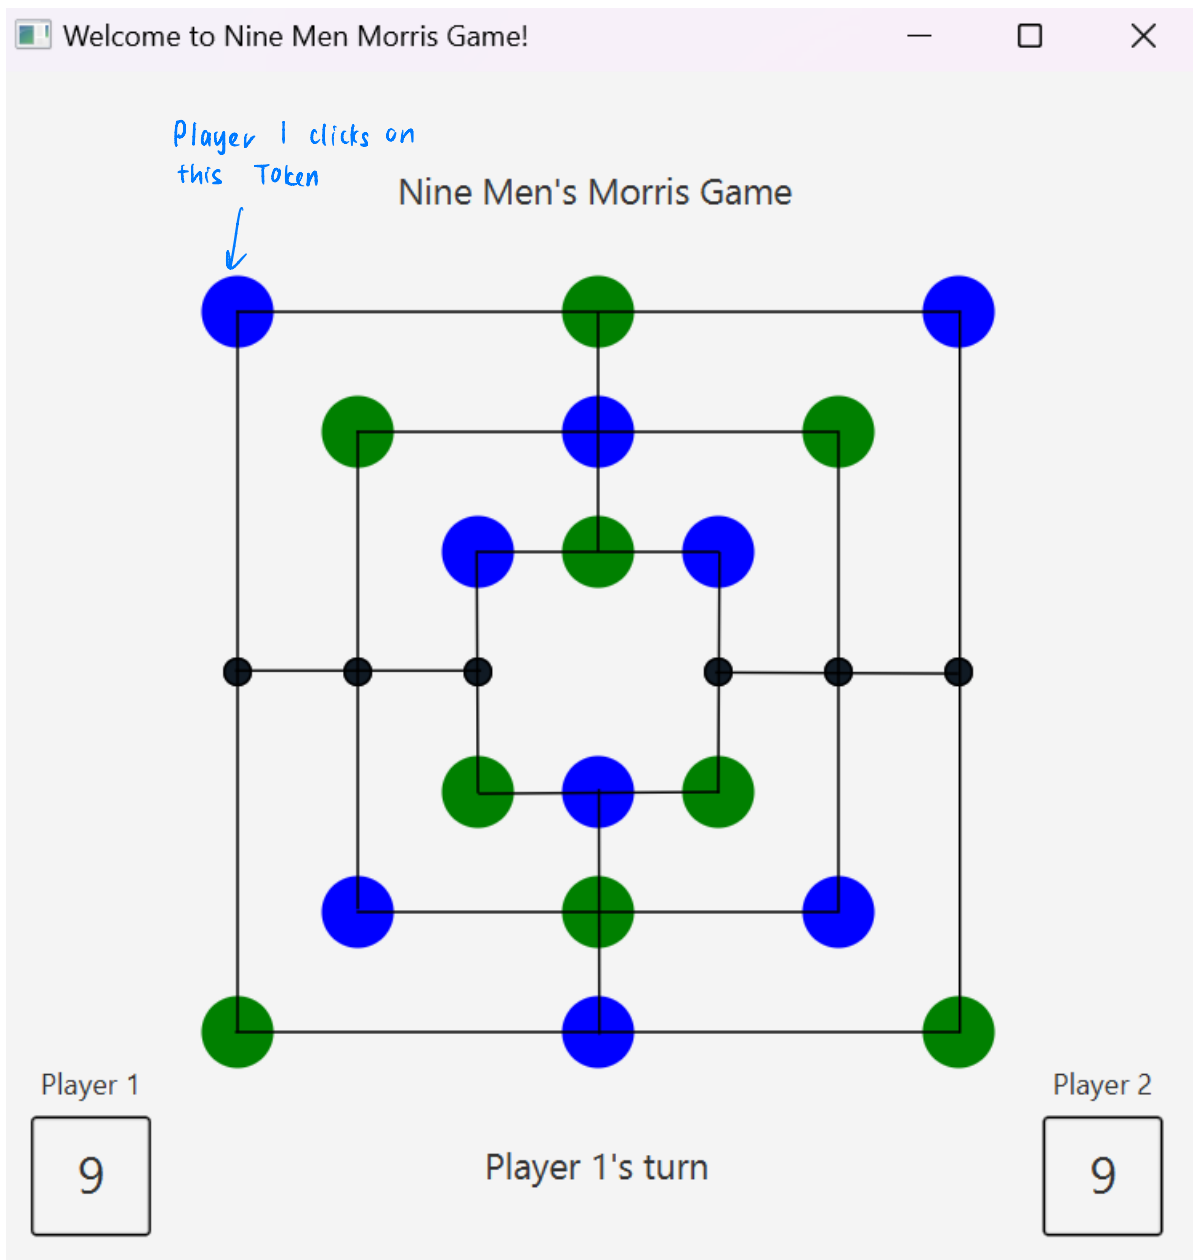 Welcome to Nine Men Morris Game!
Player 1 clicks on
this Token
Nine Men's Morris Game
Player 1
Player 2
9
Player 1's turn
9